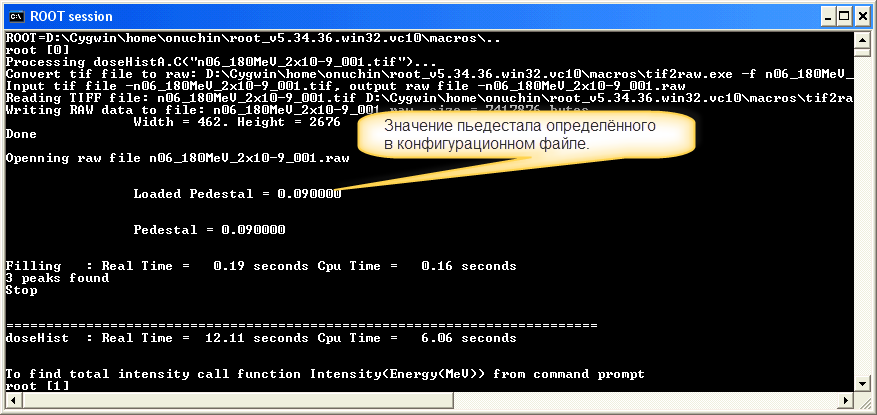 ROOT session
ROOT=D:\Cygwin\home\onuchin\root_v5.34.36.win32.vc10\macros\..
root [0]
Processing doseHistA.C("n06_180MeV_2x10-9_001.tif")...
Convert tif file to raw: D:\Cygwin\home\onuchin\root_v5.34.36.win32.vc10\macros\tif2raw.exe -f n06_180MeV_
Input tif file -n06_180MeV_2x10-9_001.tif, output raw file -n06_180MeV_2x10-9_001.raw
Reading TIFF file: n06_180MeV_2x10-9_001.tif D:\Cygwin\home\onuchin\root_v5.34.36.win32.vc10\macros\tif2ra
Writing RAW data to file: n06_180MeV_2x10-9_001.raw, size = 7417876 bytes
Width = 462. Height = 2676
Done
Значение пьедестала определённого
в конфигурационном файле.
Openning raw file n06_180MeV_2x10-9_001.raw
Loaded Pedestal = 0.090000
Pedestal = 0.090000
Filling : Real Time = 0.19 seconds Cpu Time = 0.16 seconds
3 peaks found
Stop
==========================================================================
doseHist : Real Time = 12.11 seconds Cpu Time = 6.06 seconds
To find total intensity call function Intensity(Energy(MeV)) from command prompt
root [1]